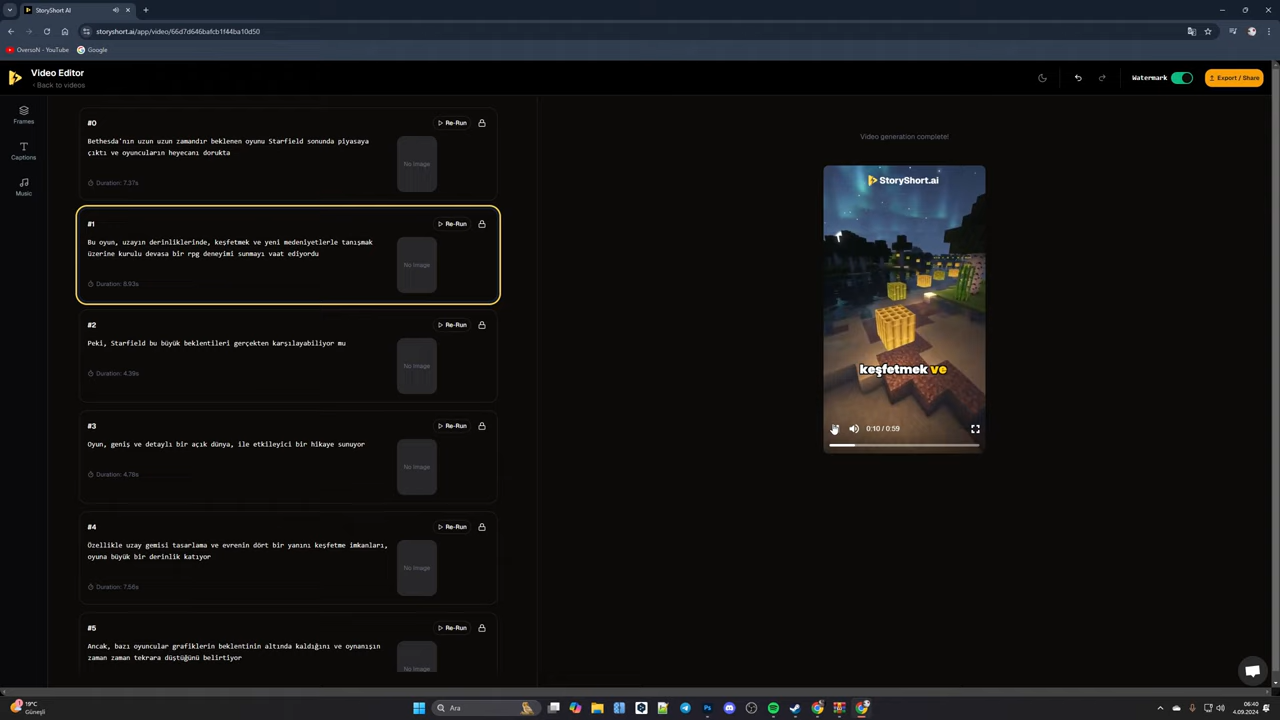 StoryShort AI
storyshort.ai/app/video/66d7d646bafcb1f44ba10d50
OversoN - YouTube
Google
Video Editor
< Back to videos
Watermark
Export / Share
Frames
Captions
Music
#0
Re-Run
Bethesda'nın uzun uzun zamandır beklenen oyunu Starfield sonunda piyasaya
çıktı ve oyuncuların heyecanı dorukta
No Image
Duration: 7.37s
#1
Re-Run
Bu oyun, uzayın derinliklerinde, keşfetmek ve yeni medeniyetlerle tanışmak
üzerine kurulu devasa bir rpg deneyimi sunmayı vaat ediyordu
No Image
Duration: 8.93s
#2
Re-Run
Peki, Starfield bu büyük beklentileri gerçekten karşılayabiliyor mu
No Image
Duration: 4.39s
#3
Re-Run
Oyun, geniş ve detaylı bir açık dünya, ile etkileyici bir hikaye sunuyor
No Image
Duration: 4.78s
#4
Re-Run
Özellikle uzay gemisi tasarlama ve evrenin dört bir yanını keşfetme imkanları,
oyuna büyük bir derinlik katıyor
No Image
Duration: 7.56s
#5
Re-Run
Ancak, bazı oyuncular grafiklerin beklentinin altında kaldığını ve oynanışın
zaman zaman tekrara düştüğünü belirtiyor
No Image
Video generation complete!
StoryShort.ai
keşfetmek ve
0:10 / 0:59
19°C
Güneşli
Ara
06:40
4.09.2024